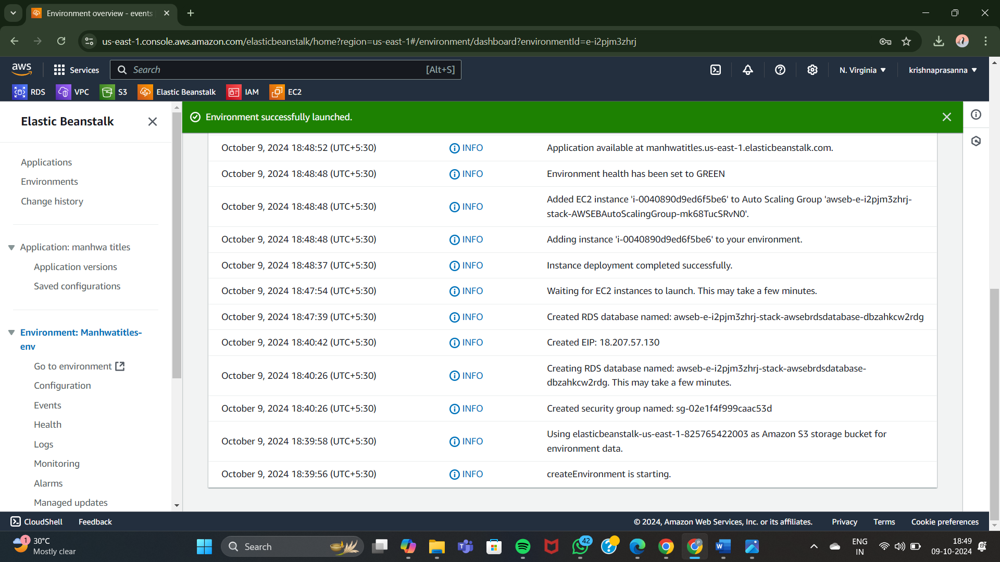 Environment overview - events
us-east-1.console.aws.amazon.com/elasticbeanstalk/home?region=us-east-1#/environment/dashboard?environmentId=e-i2pjm3zhrj
aws
Services
Search
[Alt+S]
N. Virginia
krishnaprasanna
RDS
VPC
S3
Elastic Beanstalk
IAM
EC2
Elastic Beanstalk
Applications
Environments
Change history
Application: manhwa titles
Application versions
Saved configurations
Environment: Manhwatitles-
env
Go to environment
Configuration
Events
Health
Logs
Monitoring
Alarms
Managed updates
Environment successfully launched.
October 9, 2024 18:48:52 (UTC+5:30) INFO Application available at manhwatitles.us-east-1.elasticbeanstalk.com.
October 9, 2024 18:48:48 (UTC+5:30) INFO Environment health has been set to GREEN
October 9, 2024 18:48:48 (UTC+5:30) INFO Added EC2 instance 'i-0040890d9ed6f5be6' to Auto Scaling Group 'awseb-e-i2pjm3zhrj-
stack-AWSEBAutoScalingGroup-mk68TucSRvN0'.
October 9, 2024 18:48:48 (UTC+5:30) INFO Adding instance 'i-0040890d9ed6f5be6' to your environment.
October 9, 2024 18:48:37 (UTC+5:30) INFO Instance deployment completed successfully.
October 9, 2024 18:47:54 (UTC+5:30) INFO Waiting for EC2 instances to launch. This may take a few minutes.
October 9, 2024 18:47:39 (UTC+5:30) INFO Created RDS database named: awseb-e-i2pjm3zhrj-stack-awsebrdsdatabase-dbzahkcw2rdg
October 9, 2024 18:40:42 (UTC+5:30) INFO Created EIP: 18.207.57.130
October 9, 2024 18:40:26 (UTC+5:30) INFO Creating RDS database named: awseb-e-i2pjm3zhrj-stack-awsebrdsdatabase-
dbzahkcw2rdg. This may take a few minutes.
October 9, 2024 18:40:26 (UTC+5:30) INFO Created security group named: sg-02e1f4f999caac53d
October 9, 2024 18:39:58 (UTC+5:30) INFO Using elasticbeanstalk-us-east-1-825765422003 as Amazon S3 storage bucket for
environment data.
October 9, 2024 18:39:56 (UTC+5:30) INFO createEnvironment is starting.
CloudShell
Feedback
© 2024, Amazon Web Services, Inc. or its affiliates.
Privacy
Terms
Cookie preferences
1
30°C
Mostly clear
Search
42
ENG
IN
18:49
09-10-2024